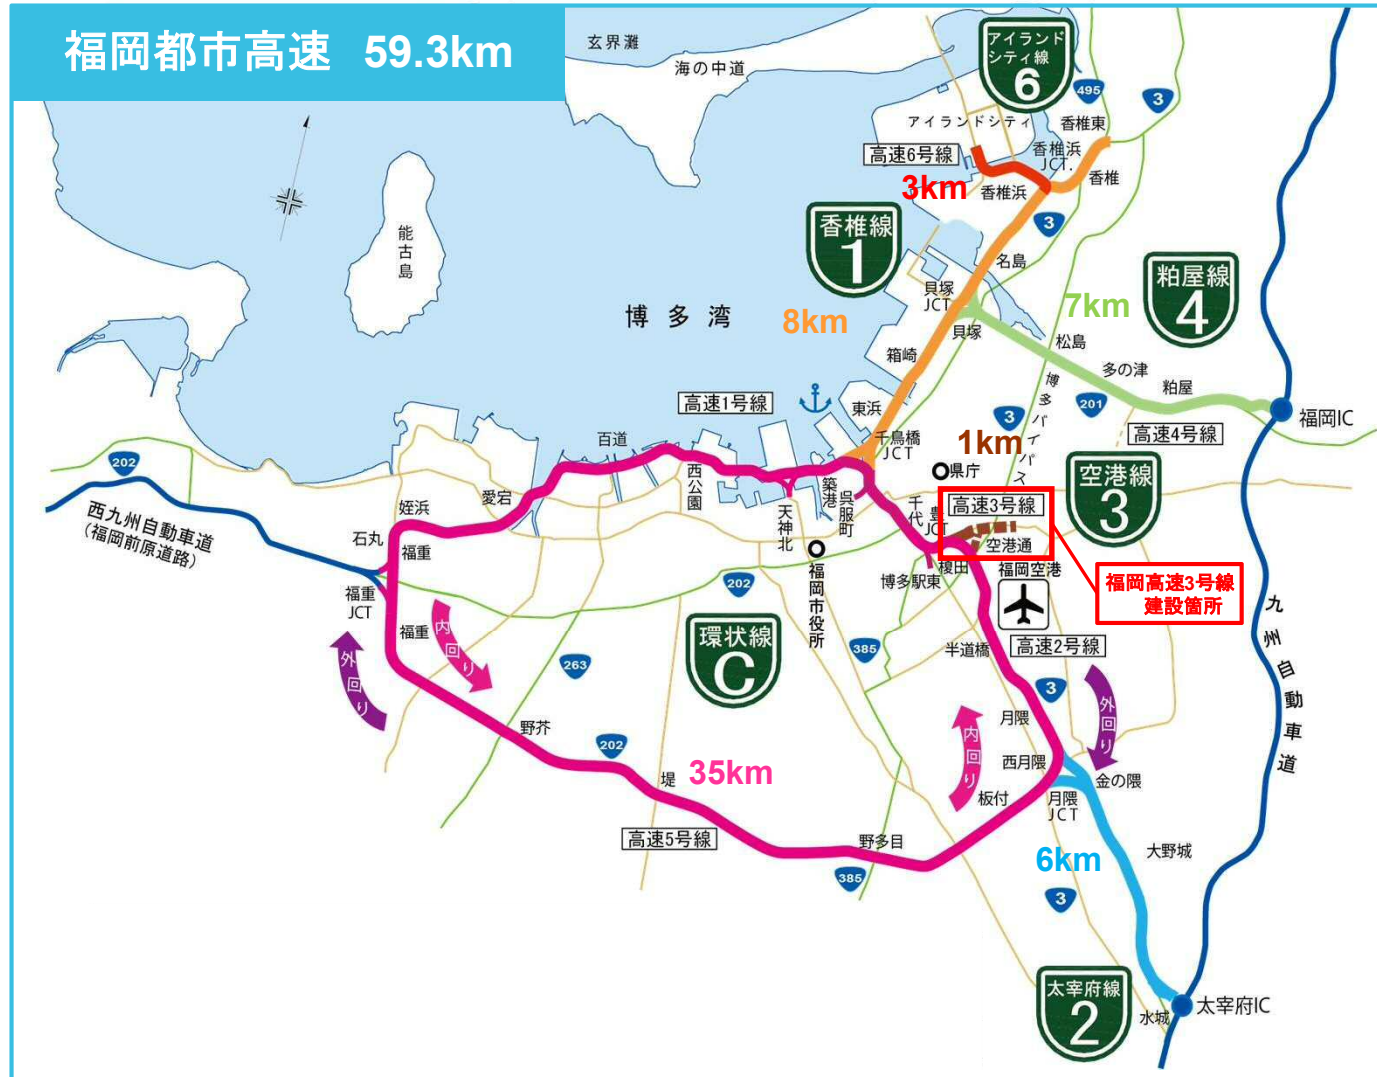 福岡都市高速 59.3km
玄界灘
海の中道
アイランド
シティ線
6
495
3
アイランドシティ
香椎東
高速6号線
香椎浜
JCT.
3km
香椎浜
香椎
香椎線
1
3
能古島
名島
貝塚
JCT
粕屋線
4
博多湾
8km
7km
貝塚
松島
箱崎
多の津
粕屋
博多バイパス
201
福岡IC
高速1号線
東浜
3
高速4号線
百道
千鳥橋
JCT
1km
県庁
202
西公園
築港
呉服町
空港線
3
愛宕
姪浜
天神北
千代
高速3号線
豊
JCT
空港通
西九州自動車道
(福岡前原道路)
石丸
福重
榎田
福岡空港
博多駅東
福岡高速3号線
建設箇所
202
福岡市役所
九州自動車道
福重
JCT
福重
内回り
外回り
環状線
C
385
半道橋
高速2号線
263
3
外回り
月隈
内回り
野芥
202
西月隈
堤
35km
金の隈
板付
月隈
JCT
高速5号線
野多目
大野城
6km
385
3
太宰府線
2
水城
太宰府IC